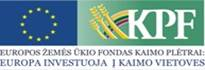 KPF
EUROPOS ŽEMĖS ŪKIO FONDAS KAIMO PLĖTRAI:
EUROPA INVESTUOJA Į KAIMO VIETOVES